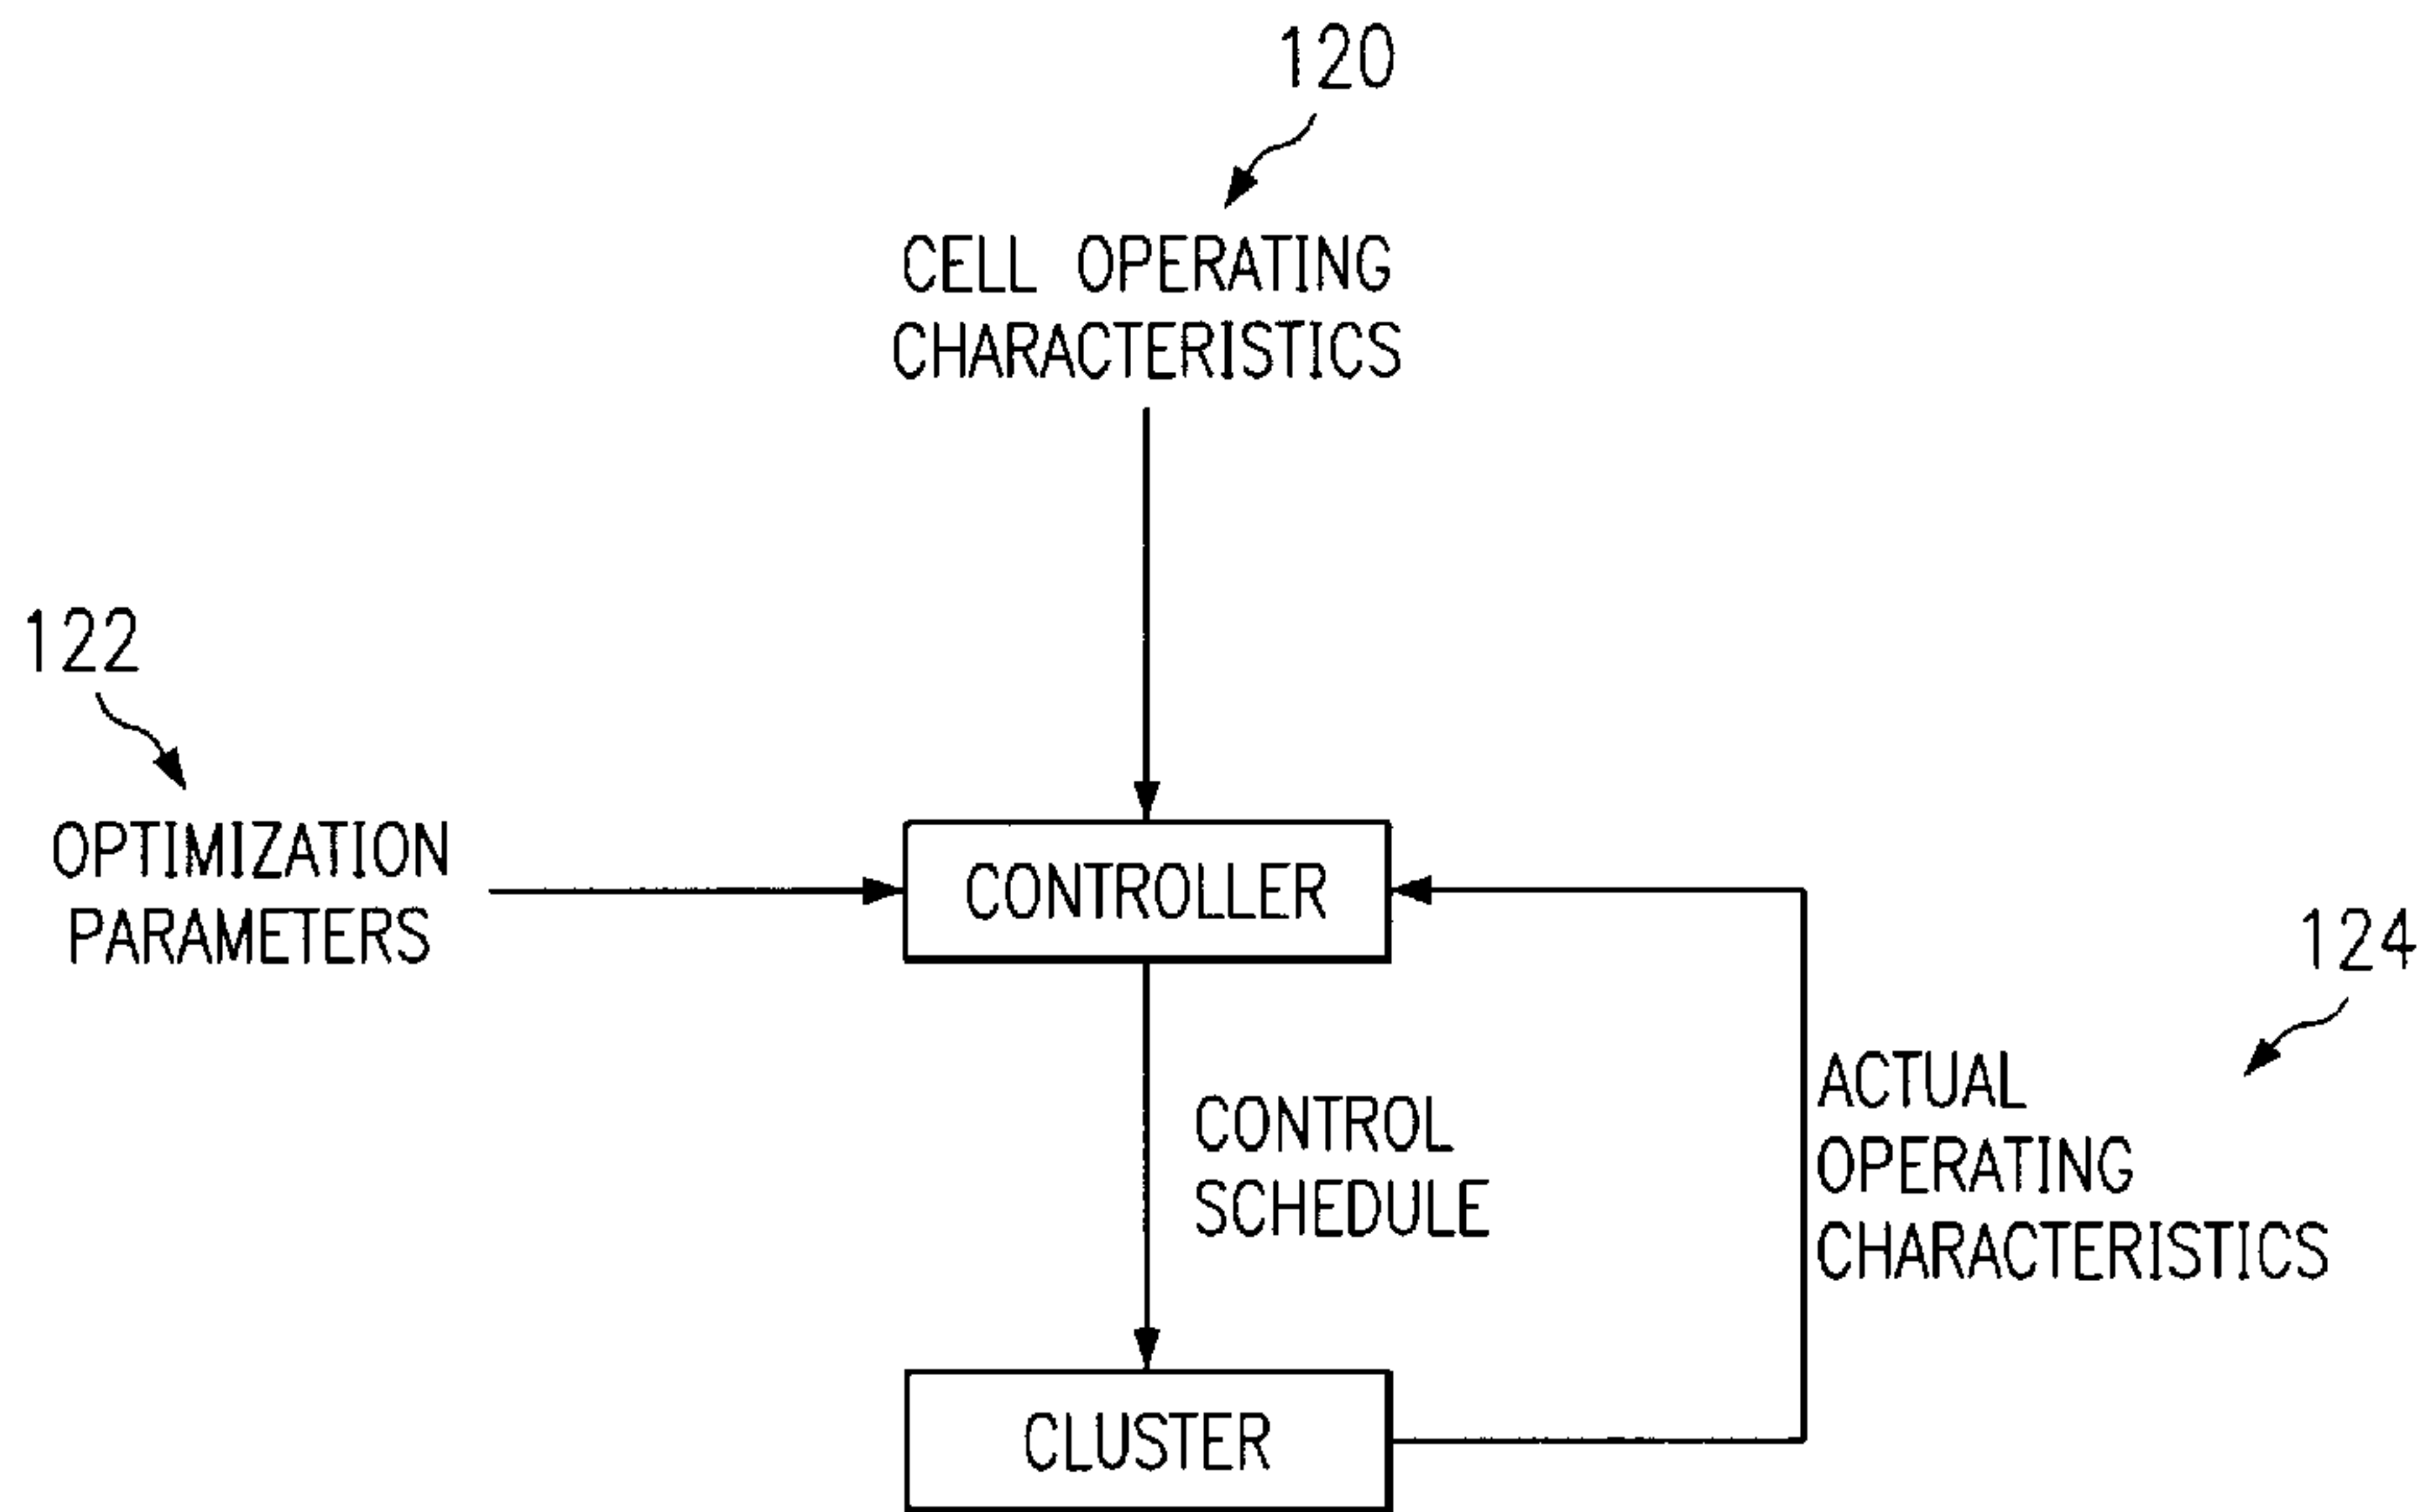 120
CELL OPERATING
CHARACTERISTICS
122
OPTIMIZATION
PARAMETERS
CONTROLLER
124
CONTROL
SCHEDULE
ACTUAL
OPERATING
CHARACTERISTICS
CLUSTER